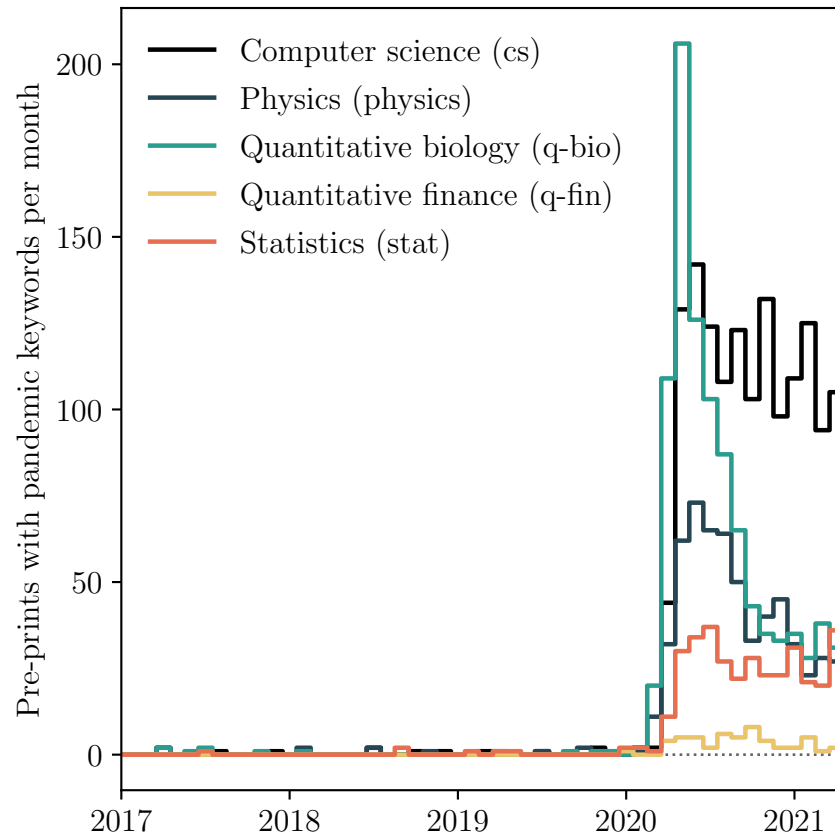 Computer science (cs)
Physics (physics)
Quantitative biology (q-bio)
Quantitative finance (q-fin)
Statistics (stat)
Pre-prints with pandemic keywords per month
200
150
100
50
0
2017
2018
2019
2020
2021